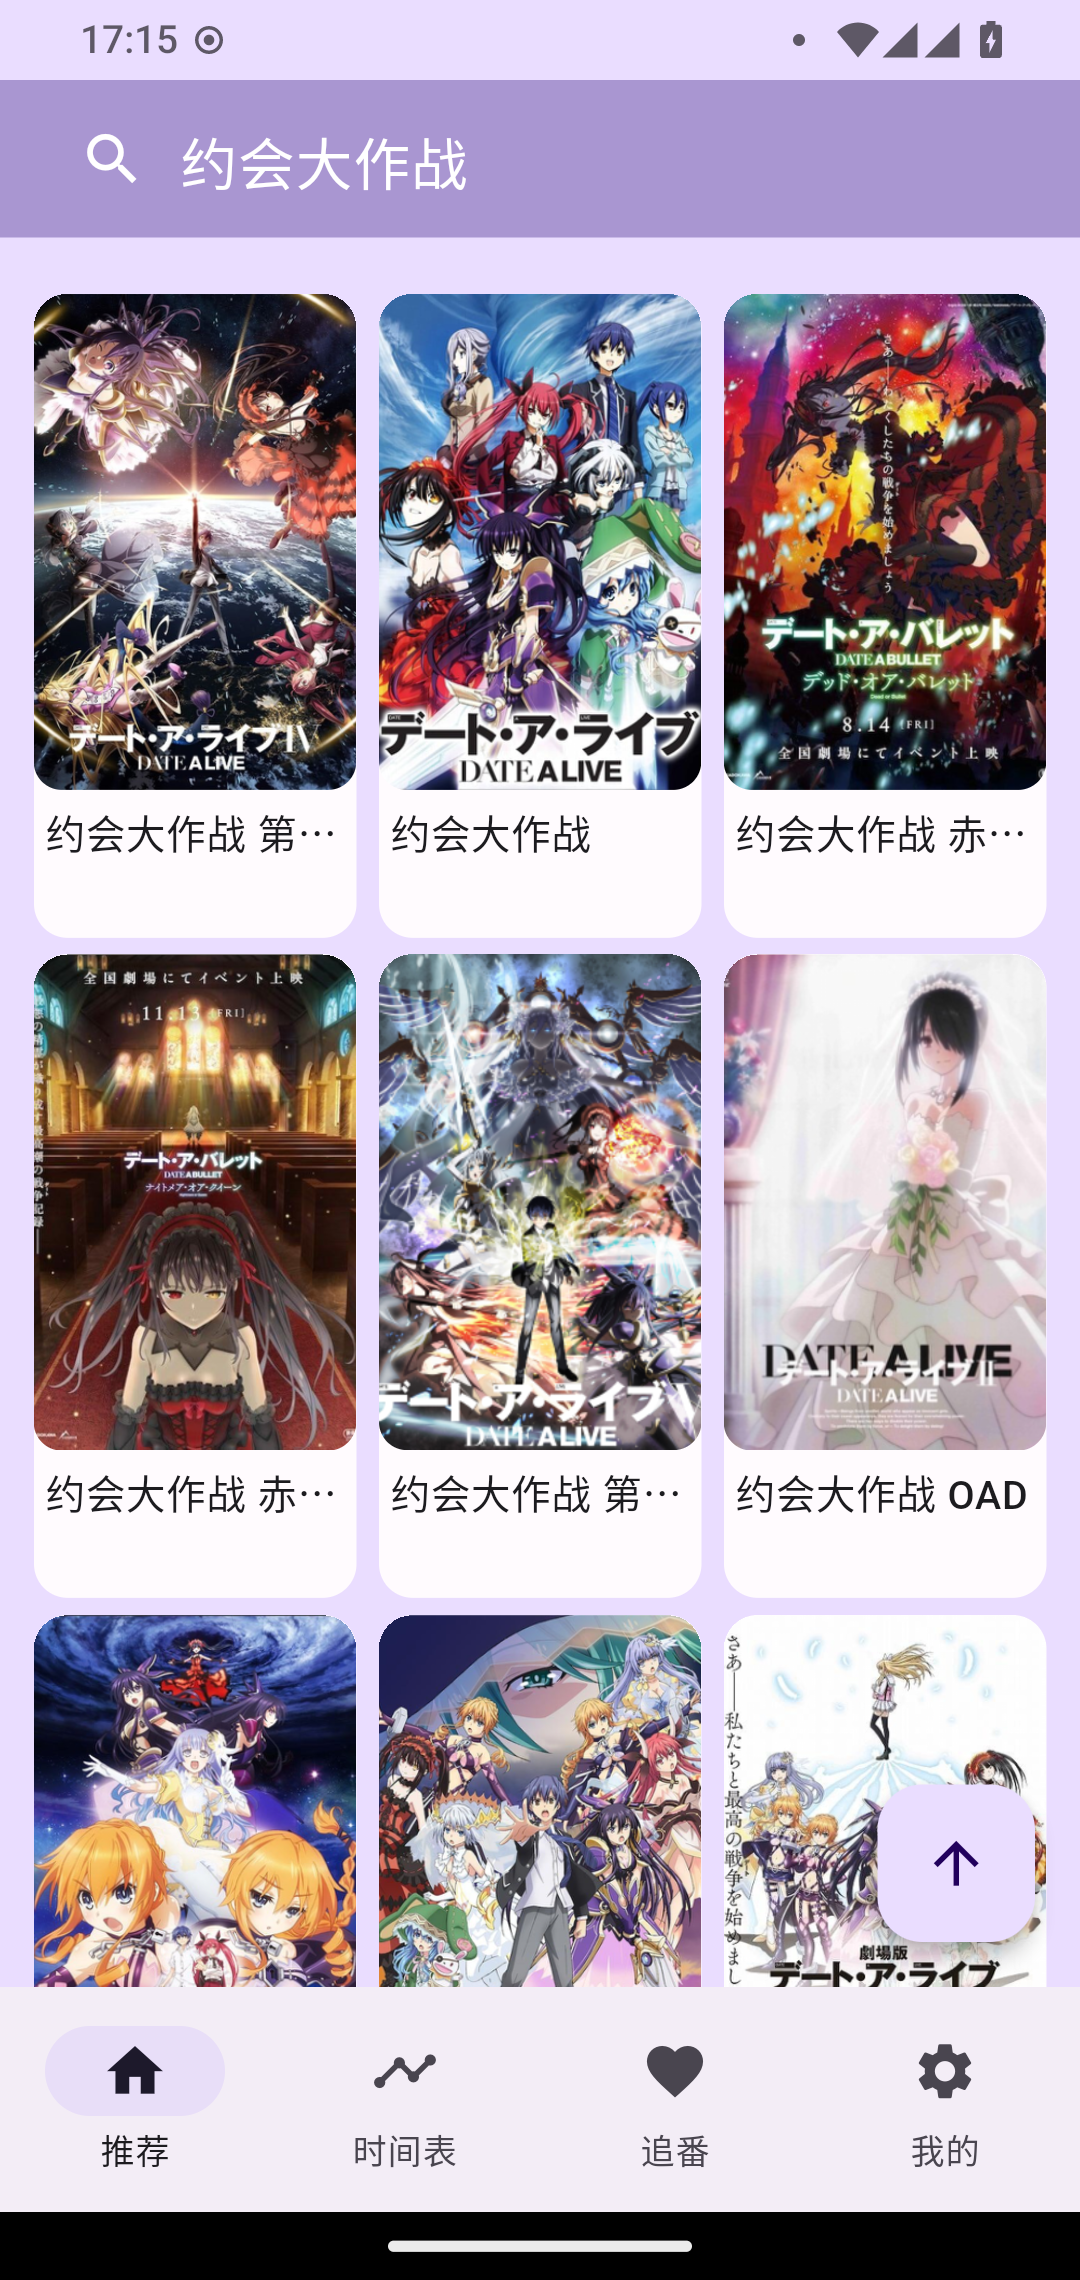 17:15
约会大作战
さあ――わたくしたちの戦争を始めましょう
デート・ア・ライブIV
DATE A LIVE
デート・ア・ライブ
DATE A LIVE
デート・ア・バレット
DATE A BULLET
デッド・オア・バレット
Dead or Bullet
8.14 [FRI]
全国劇場にてイベント上映
约会大作战 第…
约会大作战
约会大作战 赤…
全国劇場にてイベント上映
11.13 [FRI]
デート・ア・バレット
DATE A BULLET
ナイトメア・オア・クイーン
デート・ア・ライブV
DATE A LIVE
DATE A LIVE
デート・ア・ライブII
DATE A LIVE
约会大作战 赤…
约会大作战 第…
约会大作战 OAD
さあ――私たちと最高の戦争を始めまし
劇場版
デート・ア・ライブ
推荐
时间表
追番
我的